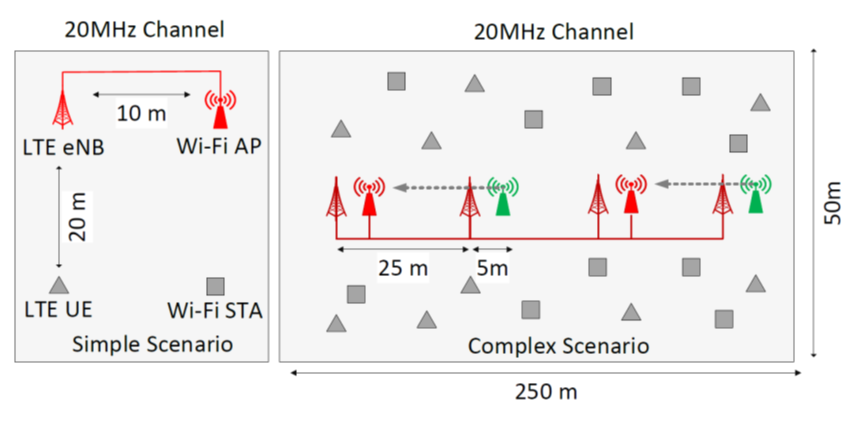 20MHz Channel
10 m
LTE eNB
Wi-Fi AP
20 m
LTE UE
Wi-Fi STA
Simple Scenario
20MHz Channel
25 m
5m
Complex Scenario
50m
250 m